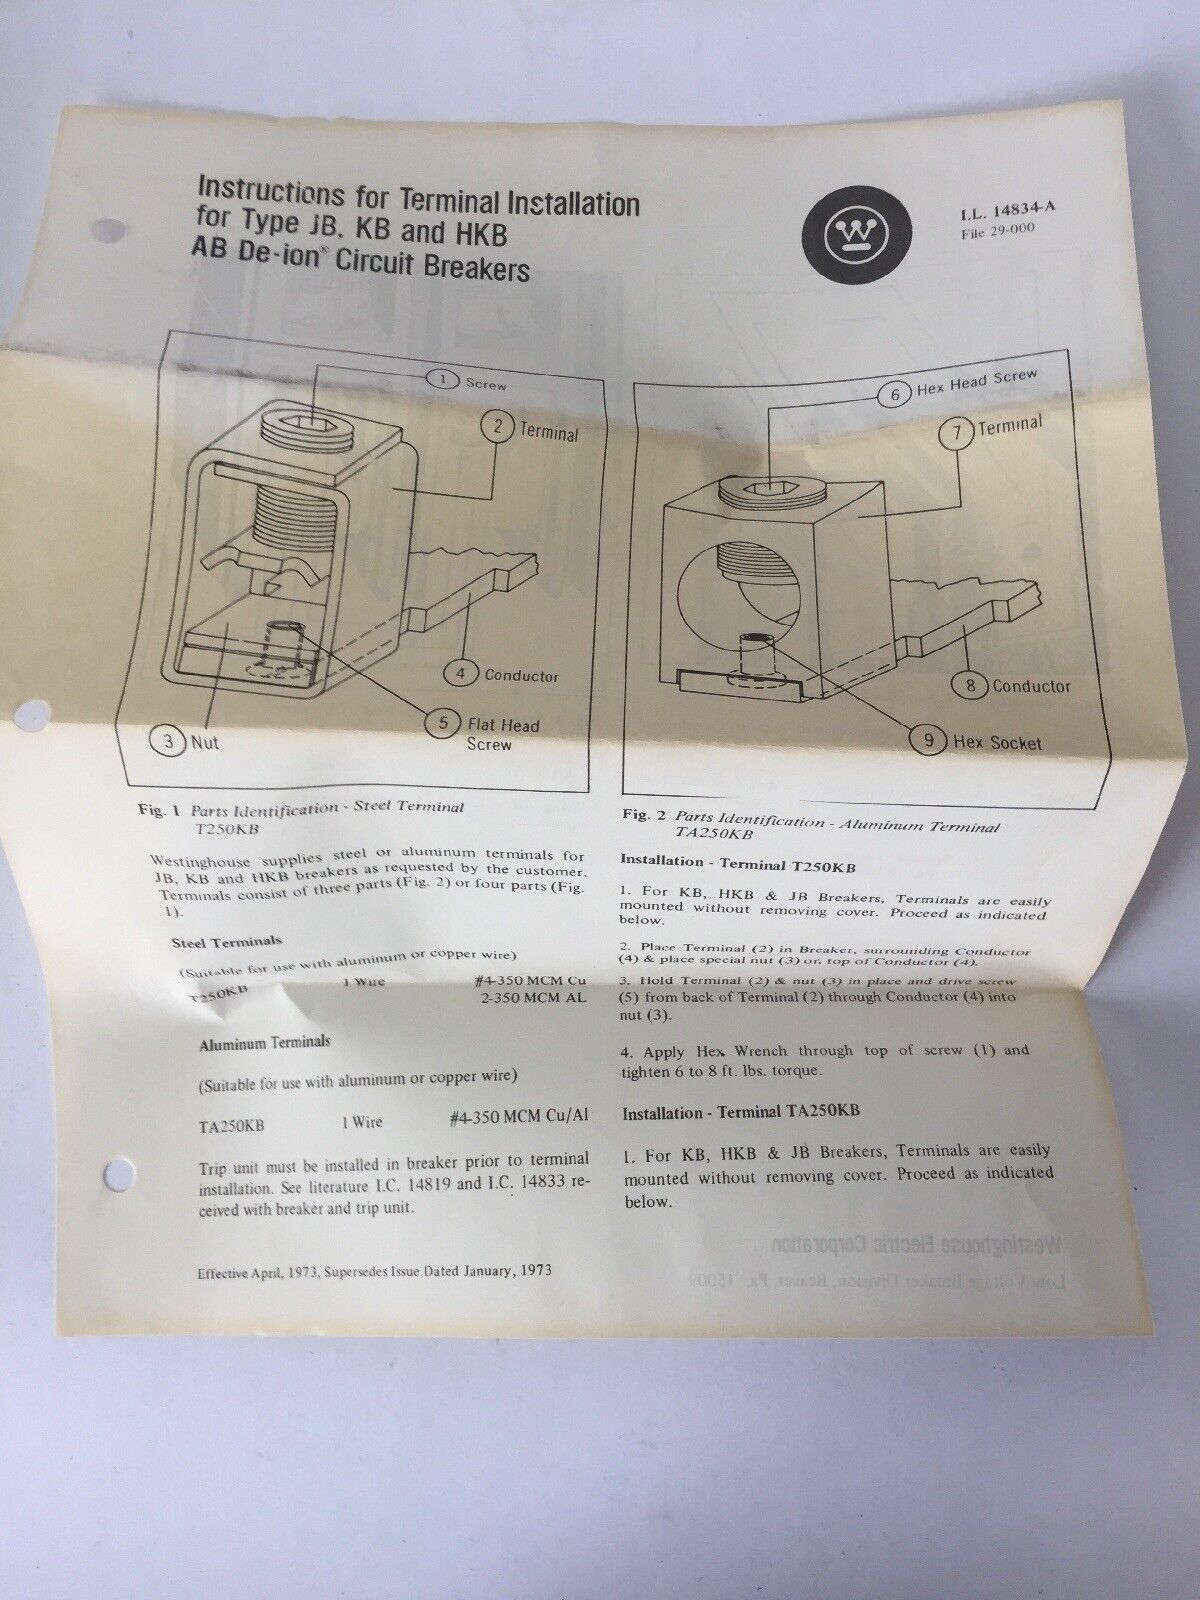 Instructions for Terminal Installation
for Type JB, KB and HKB
AB De-ion® Circuit Breakers
W
I.L. 14834-A
File 29-000
1 Screw
2 Terminal
3 Nut
4 Conductor
5 Flat Head
Screw
6 Hex Head Screw
7 Terminal
8 Conductor
9 Hex Socket
Fig. 1 Parts Identification - Steel Terminal
T250KB
Westinghouse supplies steel or aluminum terminals for
JB, KB and HKB breakers as requested by the customer.
Terminals consist of three parts (Fig. 2) or four parts (Fig.
1).
Steel Terminals
(Suitable for use with aluminum or copper wire)
T250KB 1 Wire #4-350 MCM Cu
2-350 MCM AL
Aluminum Terminals
(Suitable for use with aluminum or copper wire)
TA250KB 1 Wire #4-350 MCM Cu/Al
Trip unit must be installed in breaker prior to terminal
installation. See literature I.C. 14819 and I.C. 14833 re-
ceived with breaker and trip unit.
Effective April, 1973, Supersedes Issue Dated January, 1973
Fig. 2 Parts Identification - Aluminum Terminal
TA250KB
Installation - Terminal T250KB
1. For KB, HKB & JB Breakers, Terminals are easily
mounted without removing cover. Proceed as indicated
below.
2. Place Terminal (2) in Breaker, surrounding Conductor
(4) & place special nut (3) on top of Conductor (4).
3. Hold Terminal (2) & nut (3) in place and drive screw
(5) from back of Terminal (2) through Conductor (4) into
nut (3).
4. Apply Hex Wrench through top of screw (1) and
tighten 6 to 8 ft. lbs. torque.
Installation - Terminal TA250KB
1. For KB, HKB & JB Breakers, Terminals are easily
mounted without removing cover. Proceed as indicated
below.
Westinghouse Electric Corporation
Low Voltage Breaker Division, Beaver, Pa. 15009